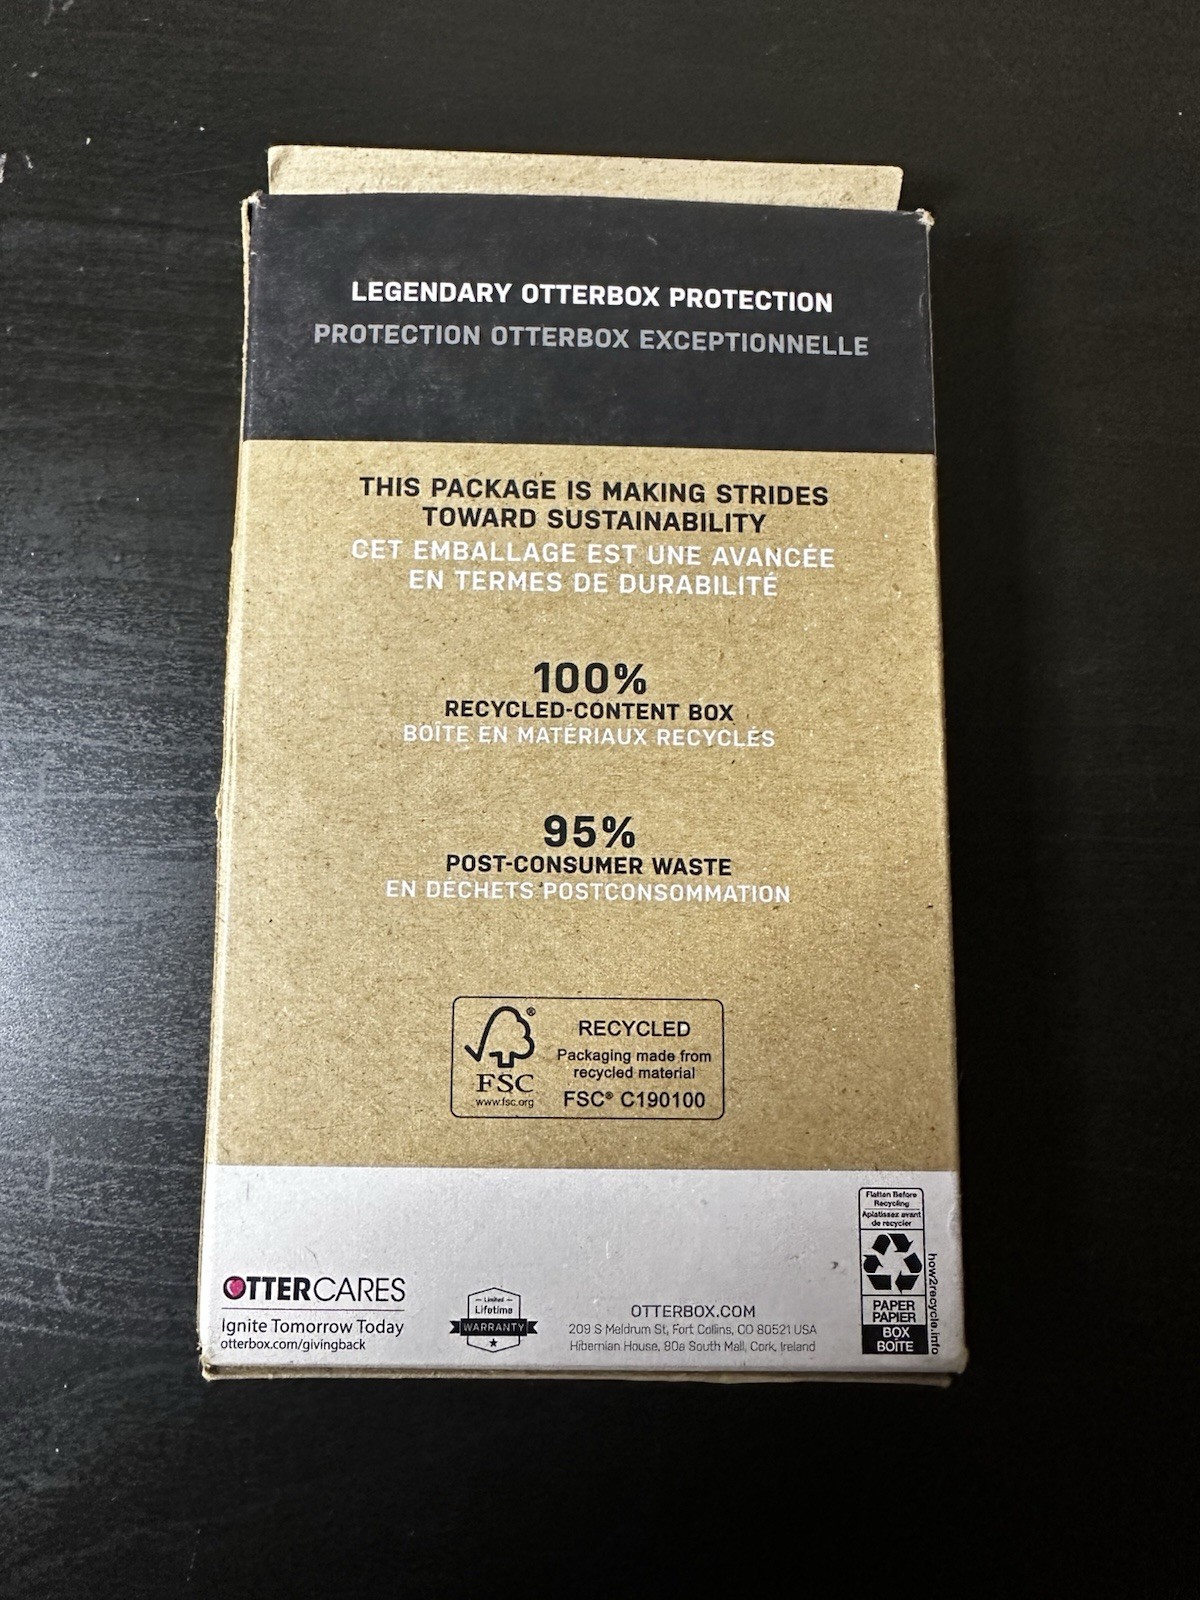 LEGENDARY OTTERBOX PROTECTION
PROTECTION OTTERBOX EXCEPTIONNELLE
THIS PACKAGE IS MAKING STRIDES
TOWARD SUSTAINABILITY
CET EMBALLAGE EST UNE AVANCÉE
EN TERMES DE DURABILITÉ
100%
RECYCLED-CONTENT BOX
BOÎTE EN MATÉRIAUX RECYCLÉS
95%
POST-CONSUMER WASTE
EN DÉCHETS POSTCONSOMMATION
FSC®
www.fsc.org
RECYCLED
Packaging made from
recycled material
FSC® C190100
OTTERCARES
Ignite Tomorrow Today
otterbox.com/givingback
Limited
Lifetime
WARRANTY
OTTERBOX.COM
209 S Meldrum St, Fort Collins, CO 80521 USA
Hibernian House, 80a South Mall, Cork, Ireland
Flatten Before
Recycling
Aplatissez avant
de recycler
PAPER
PAPIER
BOX
BOÎTE
how2recycle.info